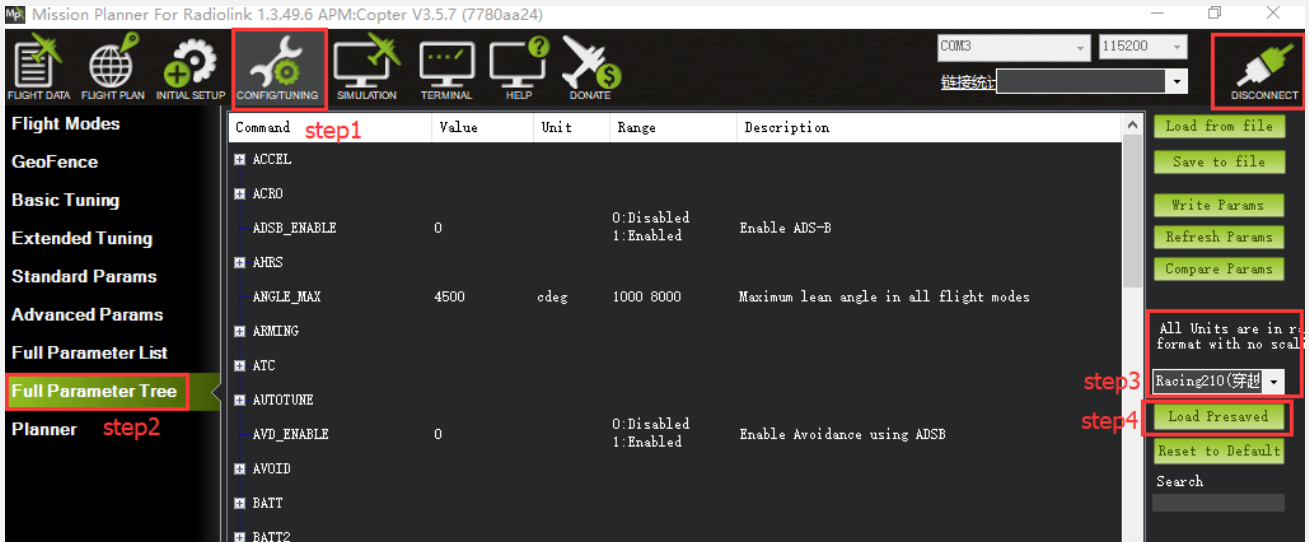 Mission Planner For Radiolink 1.3.49.6 APM:Copter V3.5.7 (7780aa24)
FLIGHT DATA FLIGHT PLAN INITIAL SETUP CONFIG/TUNING SIMULATION TERMINAL HELP DONATE
COM3 115200
链接统计
DISCONNECT
Flight Modes
GeoFence
Basic Tuning
Extended Tuning
Standard Params
Advanced Params
Full Parameter List
Full Parameter Tree
Planner step2
Command step1 Value Unit Range Description
ACCEL
ACRO
ADSB_ENABLE 0 0:Disabled 1:Enabled Enable ADS-B
AHRS
ANGLE_MAX 4500 cdeg 1000 8000 Maximum lean angle in all flight modes
ARMING
ATC
AUTOTUNE
AVD_ENABLE 0 0:Disabled 1:Enabled Enable Avoidance using ADSB
AVOID
BATT
BATT2
Load from file
Save to file
Write Params
Refresh Params
Compare Params
All Units are in
format with no
step3 Racing210(穿越
step4 Load Presaved
Reset to Default
Search